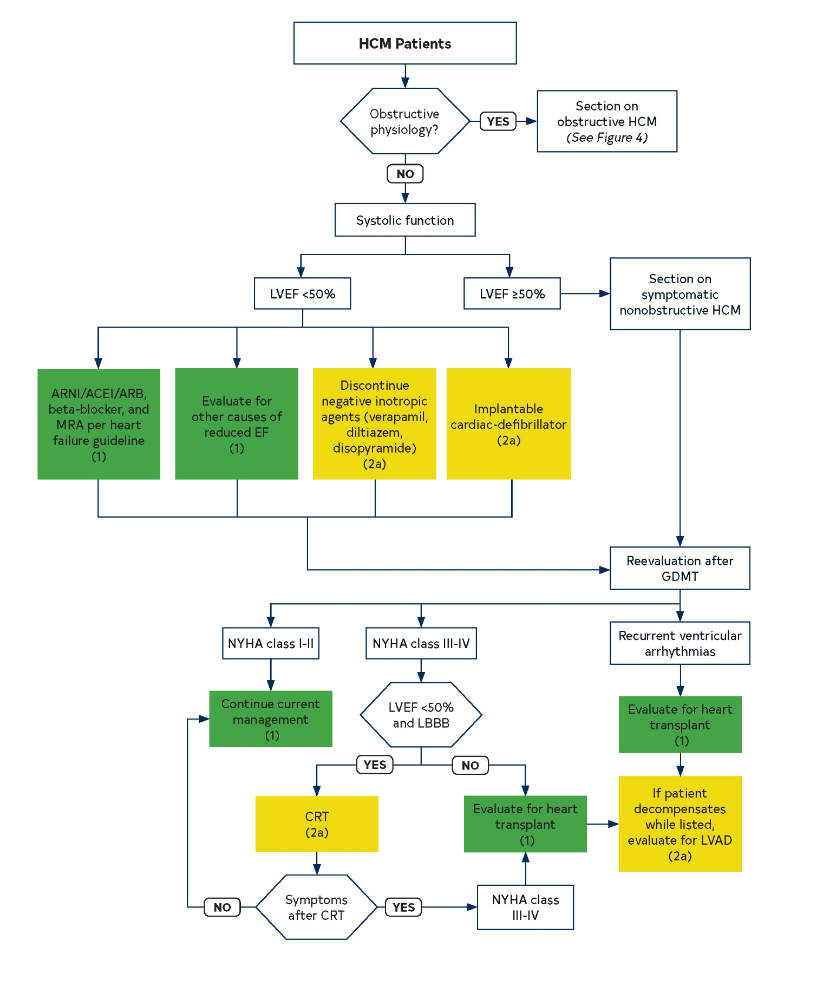 HCM Patients
Obstructive
physiology?
YES
Section on
obstructive HCM
(See Figure 4)
NO
Systolic function
LVEF <50%
LVEF ≥50%
Section on
symptomatic
nonobstructive HCM
ARNI/ACEI/ARB,
beta-blocker, and
MRA per heart
failure guideline
(1)
Evaluate for
other causes of
reduced EF
(1)
Discontinue
negative inotropic
agents (verapamil,
diltiazem,
disopyramide)
(2a)
Implantable
cardiac-defibrillator
(2a)
Reevaluation after
GDMT
NYHA class I-II
NYHA class III-IV
Recurrent ventricular
arrhythmias
Continue current
management
(1)
LVEF <50%
and LBBB
Evaluate for heart
transplant
(1)
YES
NO
CRT
(2a)
Evaluate for heart
transplant
(1)
If patient
decompensates
while listed,
evaluate for LVAD
(2a)
NO
Symptoms
after CRT
YES
NYHA class
III-IV